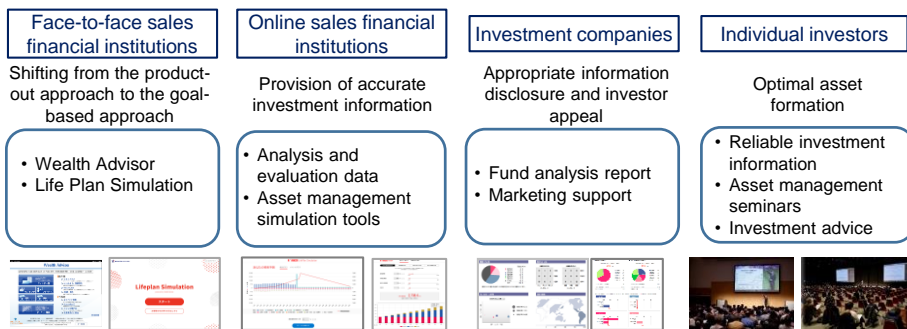 Face-to-face sales
financial institutions
Shifting from the product-
out approach to the goal-
based approach
• Wealth Advisor
• Life Plan Simulation
Online sales financial
institutions
Provision of accurate
investment information
• Analysis and
evaluation data
• Asset management
simulation tools
Investment companies
Appropriate information
disclosure and investor
appeal
• Fund analysis report
• Marketing support
Individual investors
Optimal asset
formation
• Reliable investment
information
• Asset management
seminars
• Investment advice
Wealth Advisor
Lifeplan Simulation